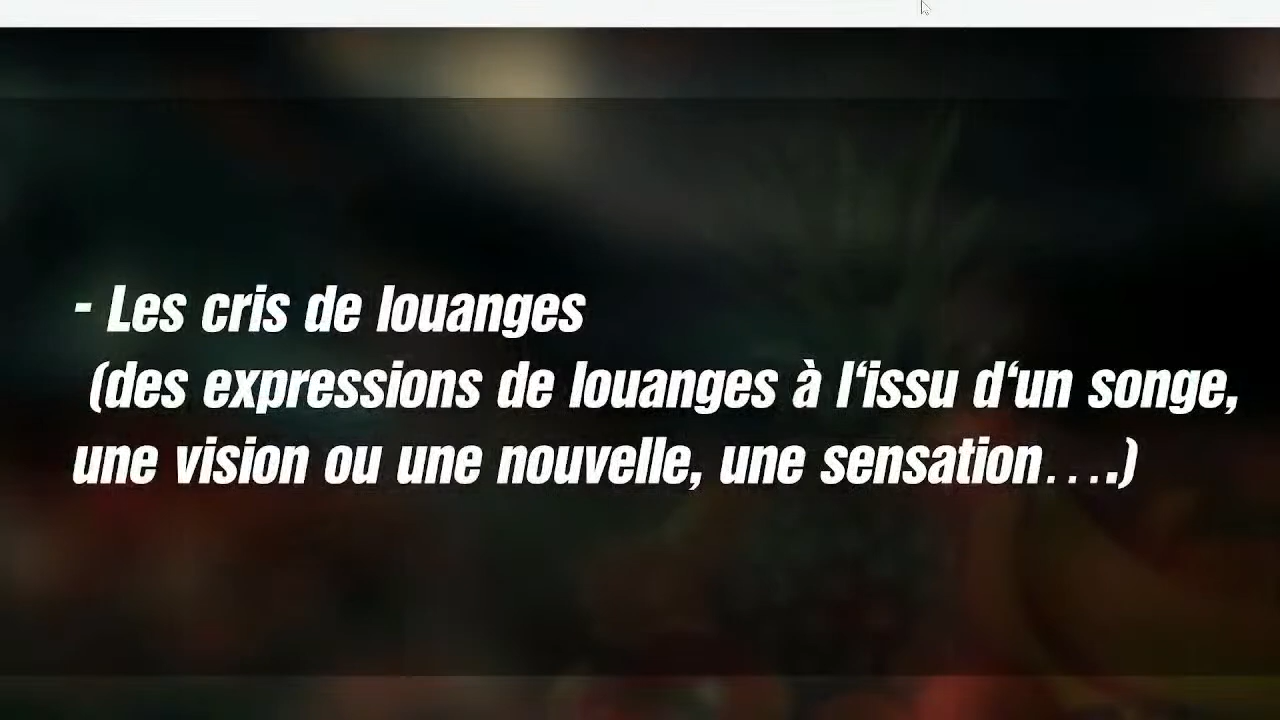 - Les cris de louanges
(des expressions de louanges à l‘issu d‘un songe,
une vision ou une nouvelle, une sensation….)